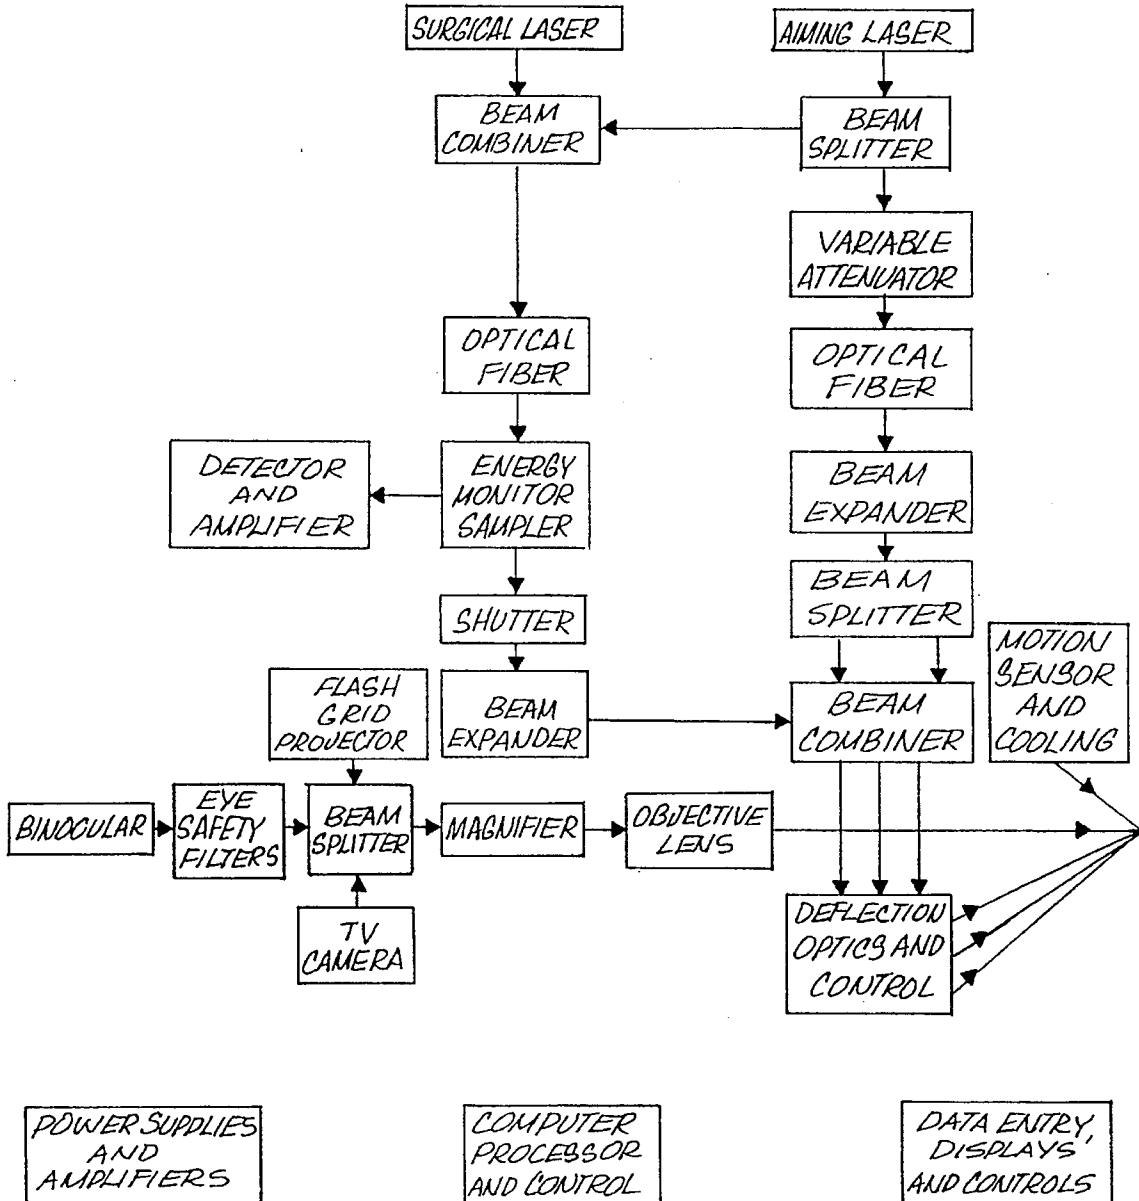 SURGICAL LASER
AIMING LASER
BEAM
COMBINER
BEAM
SPLITTER
VARIABLE
ATTENUATOR
OPTICAL
FIBER
OPTICAL
FIBER
DETECTOR
AND
AMPLIFIER
ENERGY
MONITOR
SAMPLER
BEAM
EXPANDER
BEAM
SPLITTER
SHUTTER
MOTION
SENSOR
AND
COOLING
FLASH
GRID
PROJECTOR
BEAM
EXPANDER
BEAM
COMBINER
BINOCULAR
EYE
SAFETY
FILTERS
BEAM
SPLITTER
MAGNIFIER
OBJECTIVE
LENS
TV
CAMERA
DEFLECTION
OPTICS AND
CONTROL
POWER SUPPLIES
AND
AMPLIFIERS
COMPUTER
PROCESSOR
AND CONTROL
DATA ENTRY,
DISPLAYS
AND CONTROLS